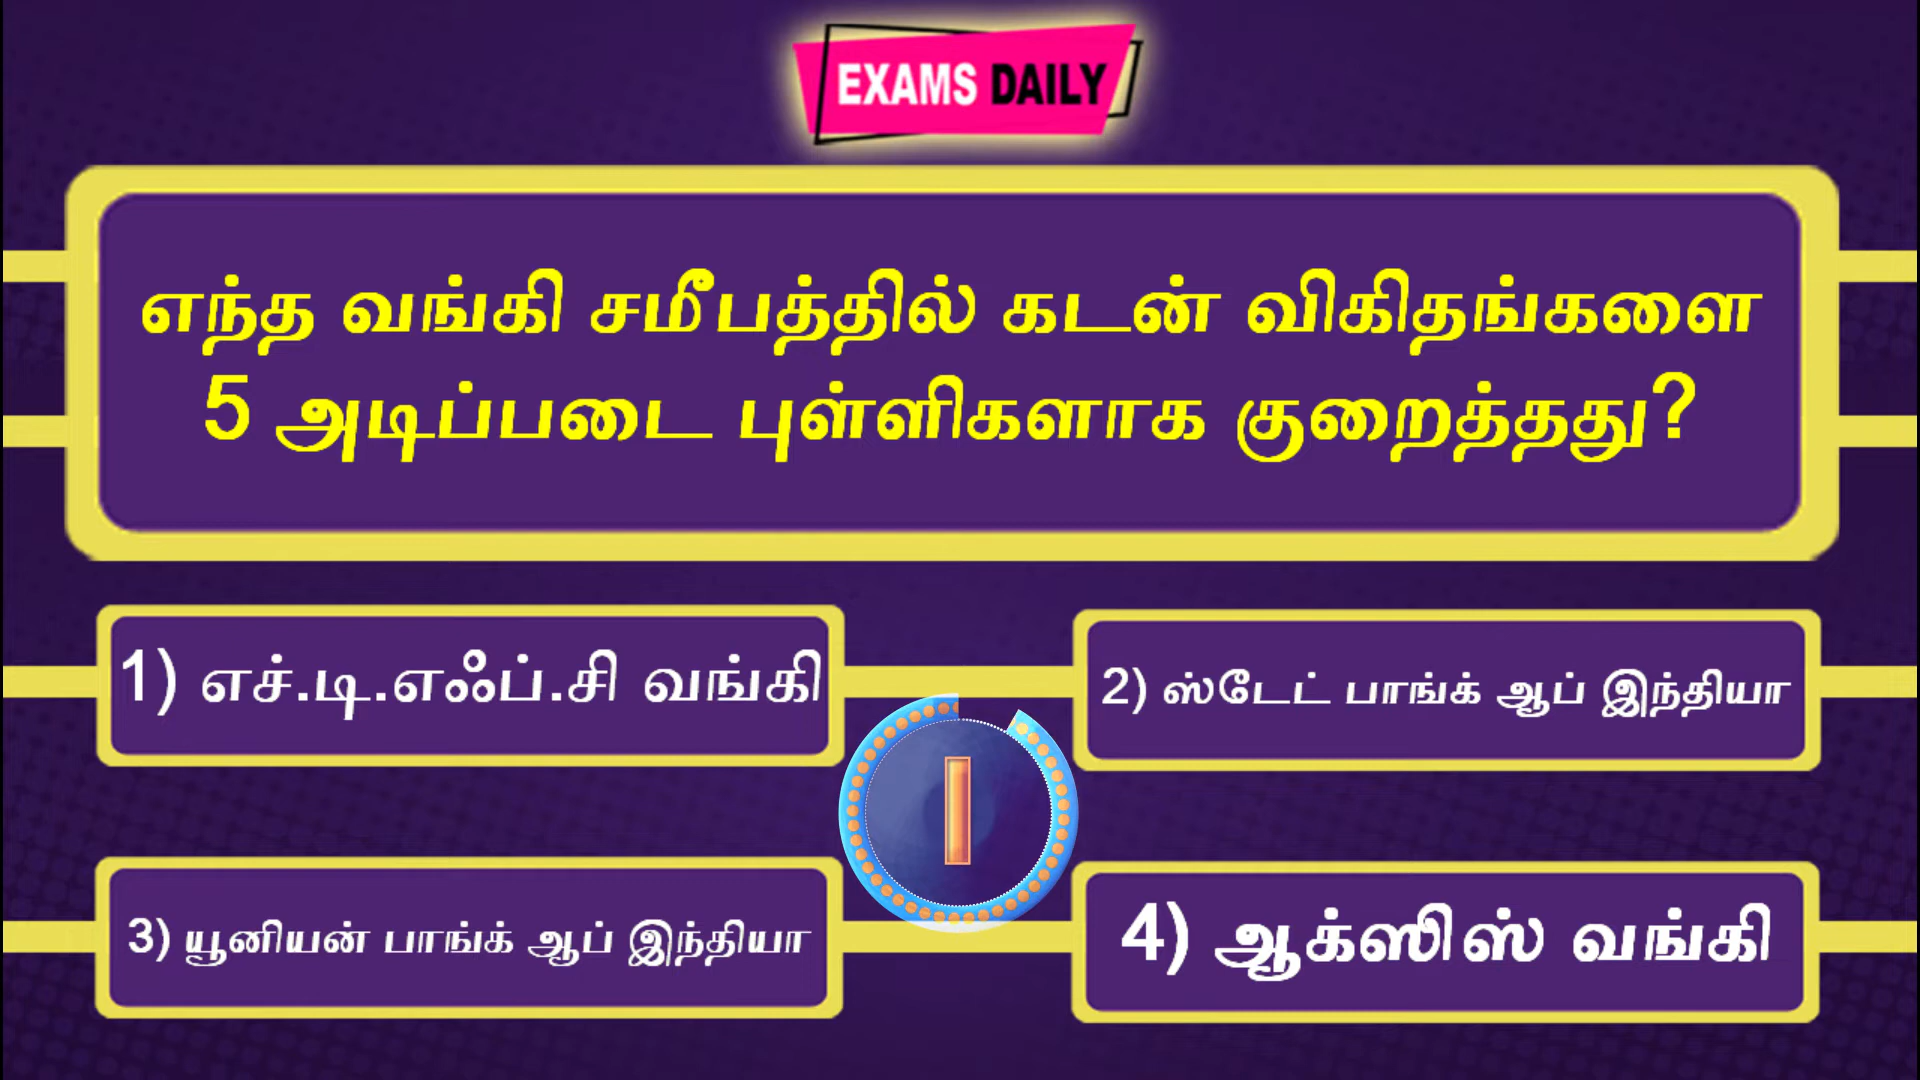 EXAMS DAILY
எந்த வங்கி சமீபத்தில் கடன் விகிதங்களை
5 அடிப்படை புள்ளிகளாக குறைத்தது?
1) எச்.டி.எஃப்.சி வங்கி
2) ஸ்டேட் பாங்க் ஆப் இந்தியா
1
3) யூனியன் பாங்க் ஆப் இந்தியா
4) ஆக்ஸிஸ் வங்கி